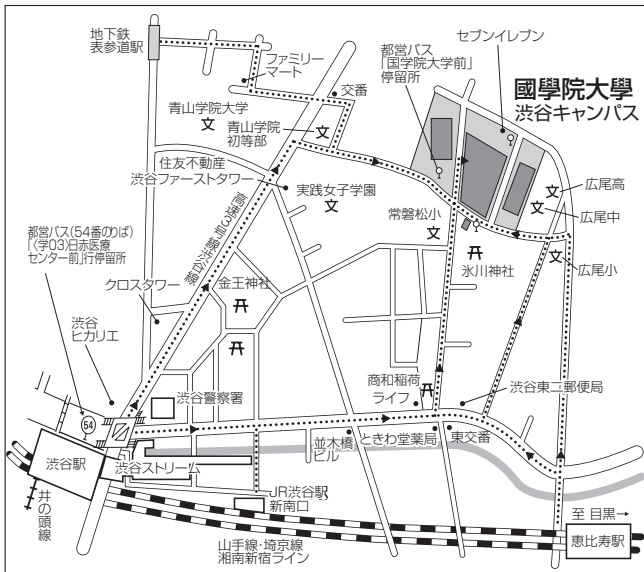 地下鉄
表参道駅
ファミリー
マート
交番
都営バス
「国学院大学前」
停留所
セブンイレブン
國學院大學
渋谷キャンパス
青山学院大学
文
青山学院
初等部
文
住友不動産
渋谷ファーストタワー
実践女子学園
文
常磐松小
文
文
広尾高
文
広尾中
文
広尾小
氷川神社
高速3号線渋谷線
都営バス(54番のりば)
「(学03)日赤医療
センター前」行停留所
クロスタワー
金王神社
渋谷
ヒカリエ
54
渋谷警察署
商和稲荷
ライフ
渋谷東二郵便局
渋谷駅
渋谷ストリーム
並木橋
ビル
ときわ堂薬局
東交番
井の頭線
JR渋谷駅
新南口
山手線・埼京線
湘南新宿ライン
至 目黒→
恵比寿駅